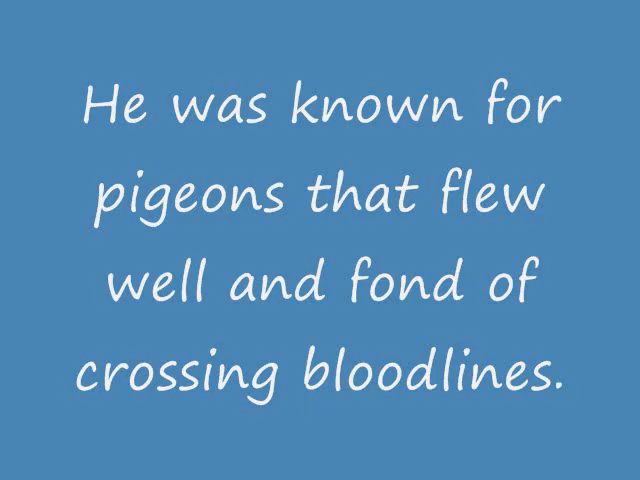 He was known for
pigeons that flew
well and fond of
crossing bloodlines.